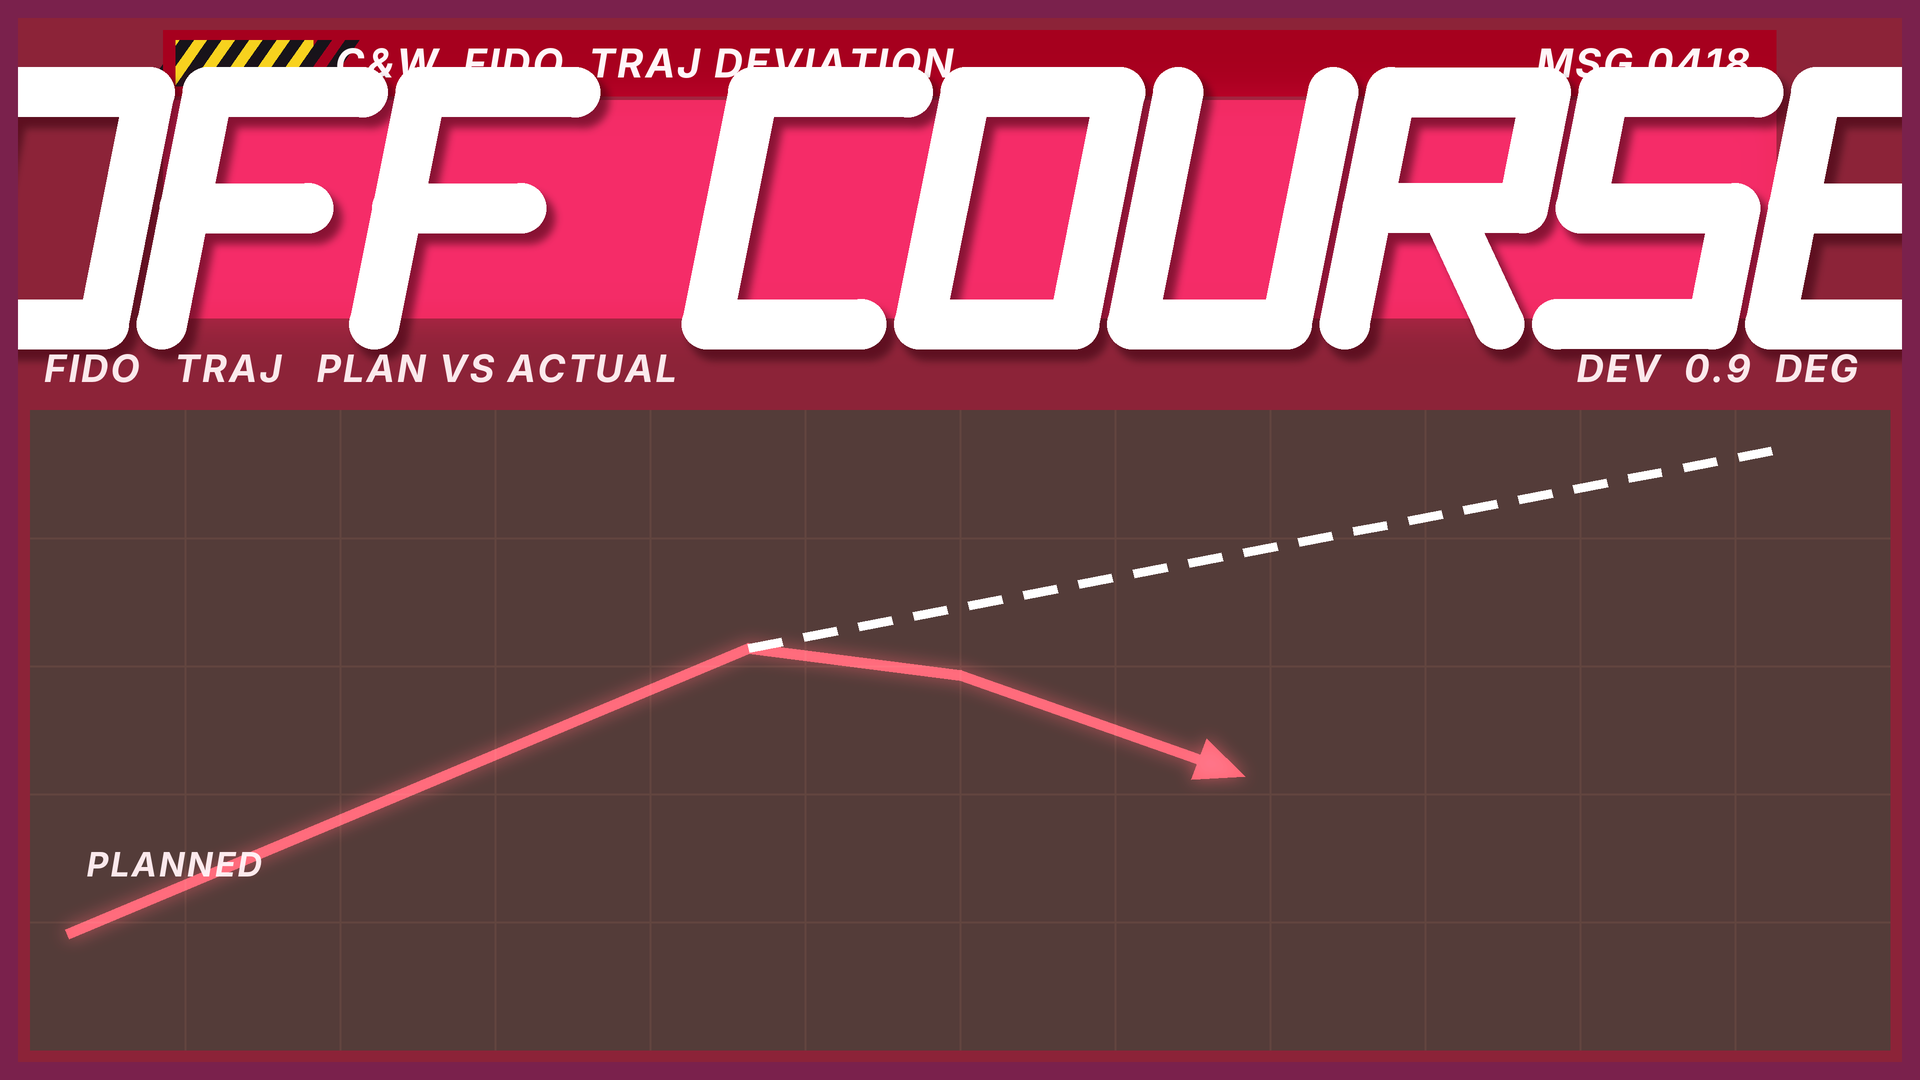 C&W FIDO TRAJ DEVIATION MSG 0418
OFF COURSE
FIDO TRAJ PLAN VS ACTUAL DEV 0.9 DEG
PLANNED